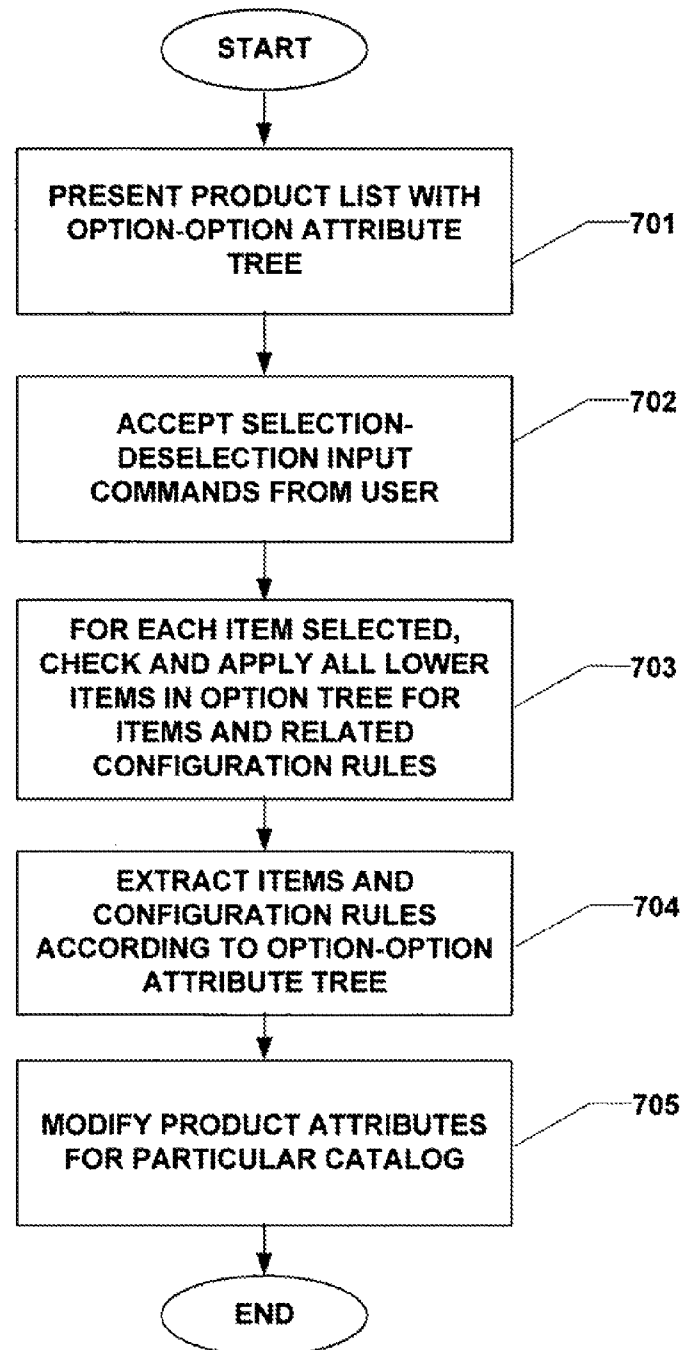 START
PRESENT PRODUCT LIST WITH
OPTION-OPTION ATTRIBUTE
TREE
701
ACCEPT SELECTION-
DESELECTION INPUT
COMMANDS FROM USER
702
FOR EACH ITEM SELECTED,
CHECK AND APPLY ALL LOWER
ITEMS IN OPTION TREE FOR
ITEMS AND RELATED
CONFIGURATION RULES
703
EXTRACT ITEMS AND
CONFIGURATION RULES
ACCORDING TO OPTION-OPTION
ATTRIBUTE TREE
704
MODIFY PRODUCT ATTRIBUTES
FOR PARTICULAR CATALOG
705
END